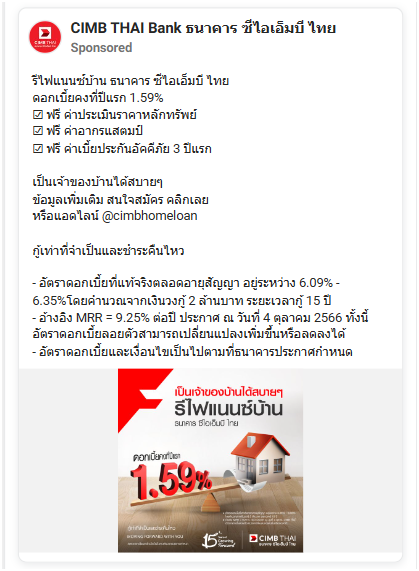 CIMB THAI Bank ธนาคาร ซีไอเอ็มบี ไทย
Sponsored
รีไฟแนนซ์บ้าน ธนาคาร ซีไอเอ็มบี ไทย
ดอกเบี้ยคงที่ปีแรก 1.59%
☑ ฟรี ค่าประเมินราคาหลักทรัพย์
☑ ฟรี ค่าอากรแสตมป์
☑ ฟรี ค่าเบี้ยประกันอัคคีภัย 3 ปีแรก
เป็นเจ้าของบ้านได้สบายๆ
ข้อมูลเพิ่มเติม สนใจสมัคร คลิกเลย
หรือแอดไลน์ @cimbhomeloan
กู้เท่าที่จำเป็นและชำระคืนไหว
- อัตราดอกเบี้ยที่แท้จริงตลอดอายุสัญญา อยู่ระหว่าง 6.09% -
6.35%โดยคำนวณจากเงินวงกู้ 2 ล้านบาท ระยะเวลากู้ 15 ปี
- อ้างอิง MRR = 9.25% ต่อปี ประกาศ ณ วันที่ 4 ตุลาคม 2566 ทั้งนี้
อัตราดอกเบี้ยลอยตัวสามารถเปลี่ยนแปลงเพิ่มขึ้นหรือลดลงได้
- อัตราดอกเบี้ยและเงื่อนไขเป็นไปตามที่ธนาคารประกาศกำหนด
CIMB THAI
เป็นเจ้าของบ้านได้สบายๆ
รีไฟแนนซ์บ้าน
ธนาคาร ซีไอเอ็มบี ไทย
ดอกเบี้ยคงที่ปีแรก
1.59%
กู้เท่าที่จำเป็นและชำระคืนไหว
MOVING FORWARD WITH YOU
15
CIMB THAI
ธนาคาร ซีไอเอ็มบี ไทย